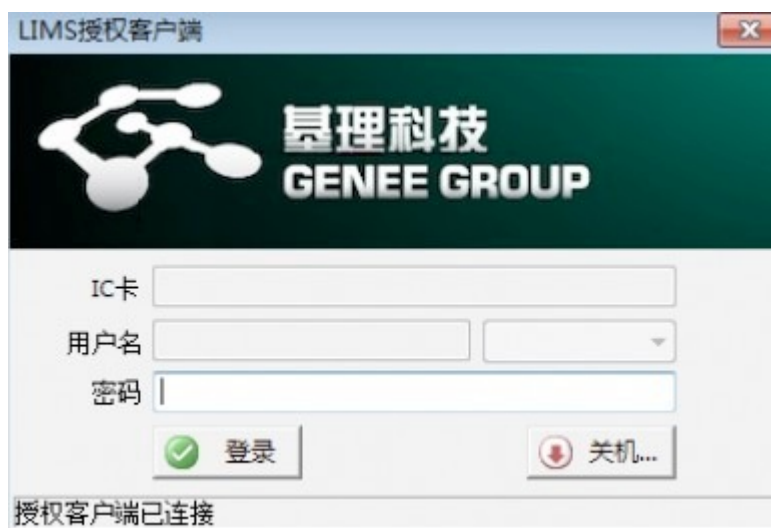 LIMS授权客户端
基理科技
GENEE GROUP
IC卡
用户名
密码
登录
关机...
授权客户端已连接